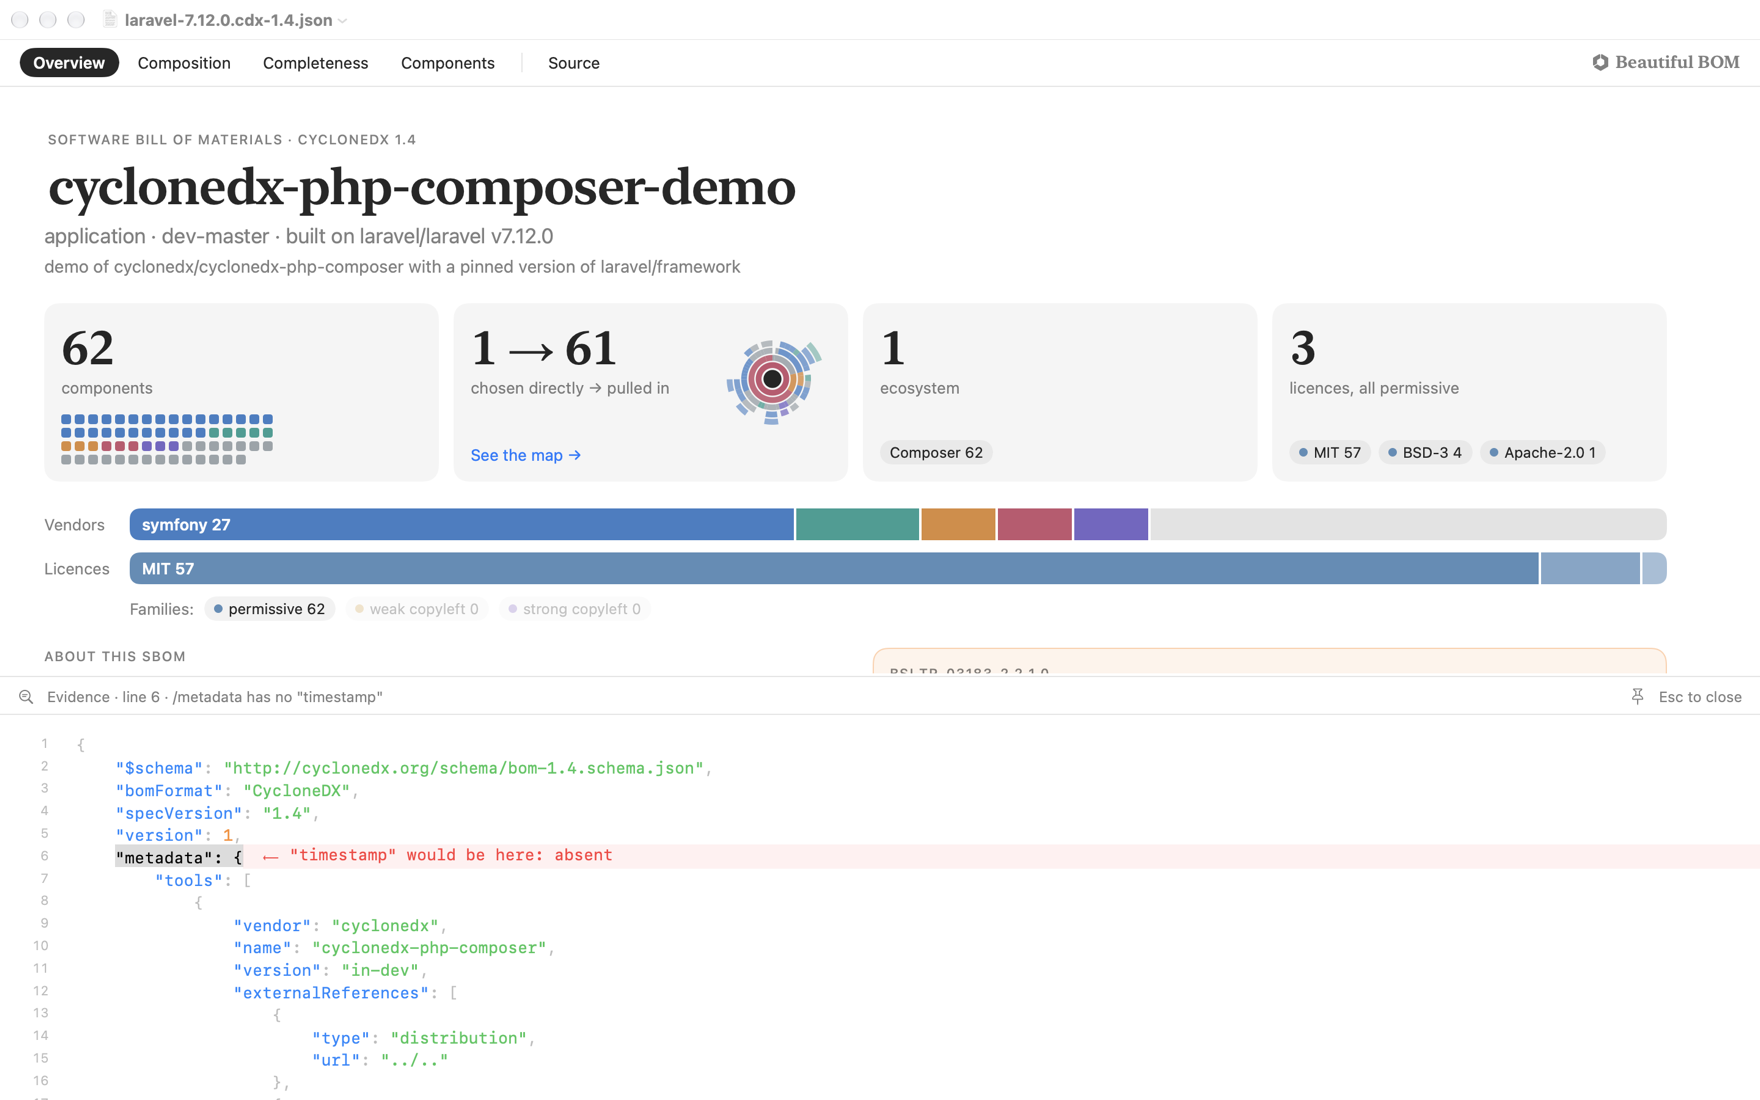 laravel-7.12.0.cdx-1.4.json
Overview Composition Completeness Components Source Beautiful BOM
SOFTWARE BILL OF MATERIALS · CYCLONEDX 1.4
cyclonedx-php-composer-demo
application · dev-master · built on laravel/laravel v7.12.0
demo of cyclonedx/cyclonedx-php-composer with a pinned version of laravel/framework
62
components
1 → 61
chosen directly → pulled in
See the map →
1
ecosystem
Composer 62
3
licences, all permissive
MIT 57 BSD-3 4 Apache-2.0 1
Vendors symfony 27
Licences MIT 57
Families: permissive 62 weak copyleft 0 strong copyleft 0
ABOUT THIS SBOM
Evidence · line 6 · /metadata has no "timestamp" Esc to close
1 {
2 "$schema": "http://cyclonedx.org/schema/bom-1.4.schema.json",
3 "bomFormat": "CycloneDX",
4 "specVersion": "1.4",
5 "version": 1,
6 "metadata": { ← "timestamp" would be here: absent
7 "tools": [
8 {
9 "vendor": "cyclonedx",
10 "name": "cyclonedx-php-composer",
11 "version": "in-dev",
12 "externalReferences": [
13 {
14 "type": "distribution",
15 "url": "../.."
16 },